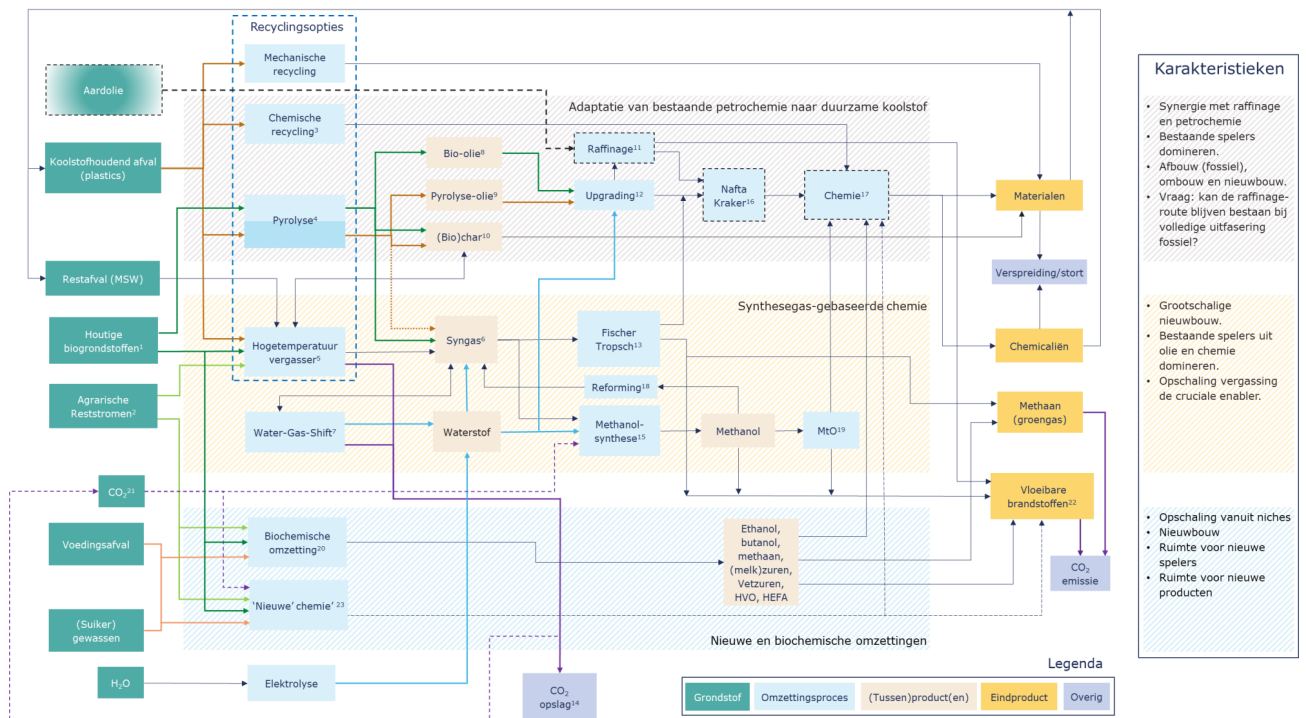 Recyclingsopties
Mechanische
recycling
Aardolie
Adaptatie van bestaande petrochemie naar duurzame koolstof
Chemische
recycling³
Koolstofhoudend afval
(plastics)
Bio-olie⁸
Raffinage¹¹
Pyrolyse-olie⁹
Upgrading¹²
Nafta
Kraker¹⁶
Chemie¹⁷
Materialen
Pyrolyse⁴
(Bio)char¹⁰
Restafval (MSW)
Verspreiding/stort
Synthesegas-gebaseerde chemie
Houtige
biogrondstoffen¹
Hogetemperatuur
vergasser⁵
Syngas⁶
Fischer
Tropsch¹³
Chemicaliën
Reforming¹⁸
Agrarische
Reststromen²
Methaan
(groengas)
Water-Gas-Shift⁷
Waterstof
Methanol-
synthese¹⁵
Methanol
MtO¹⁹
CO₂²¹
Vloeibare
brandstoffen²²
Voedingsafval
Biochemische
omzetting²⁰
Ethanol,
butanol,
methaan,
(melk)zuren,
Vetzuren,
HVO, HEFA
CO₂
emissie
'Nieuwe' chemie' ²³
(Suiker)
gewassen
Nieuwe en biochemische omzettingen
H₂O
Elektrolyse
CO₂
opslag¹⁴
Karakteristieken
• Synergie met raffinage
en petrochemie
• Bestaande spelers
domineren.
• Afbouw (fossiel),
ombouw en nieuwbouw.
• Vraag: kan de raffinage-
route blijven bestaan bij
volledige uitfasering
fossiel?
• Grootschalige
nieuwbouw.
• Bestaande spelers uit
olie en chemie
domineren.
• Opschaling vergassing
de cruciale enabler.
• Opschaling vanuit niches
• Nieuwbouw
• Ruimte voor nieuwe
spelers
• Ruimte voor nieuwe
producten
Legenda
Grondstof
Omzettingsproces
(Tussen)product(en)
Eindproduct
Overig